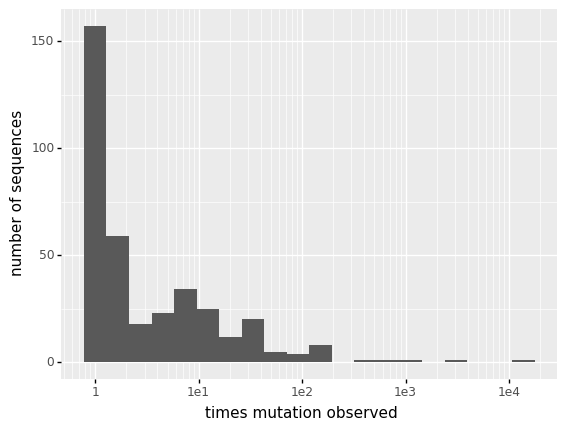 150
100
50
0
number of sequences
1
1e1
1e2
1e3
1e4
times mutation observed